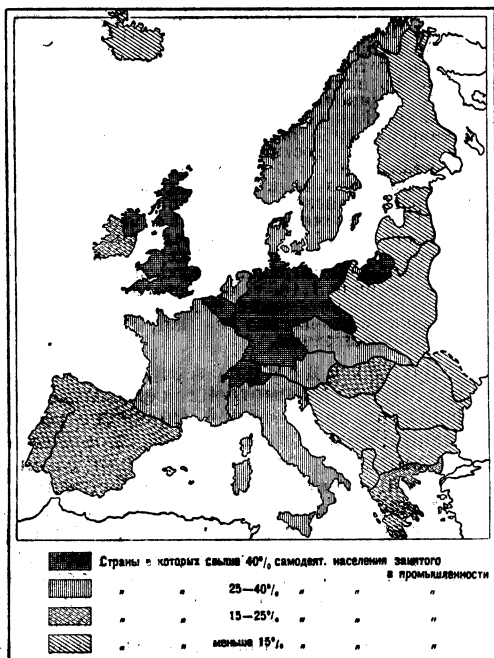 Страны в которых свыше 40% самодеят. населения занятого
в промышленности
„ „ 25—40% „ „ „
„ „ 15—25% „ „ „
„ „ меньше 15% „ „ „